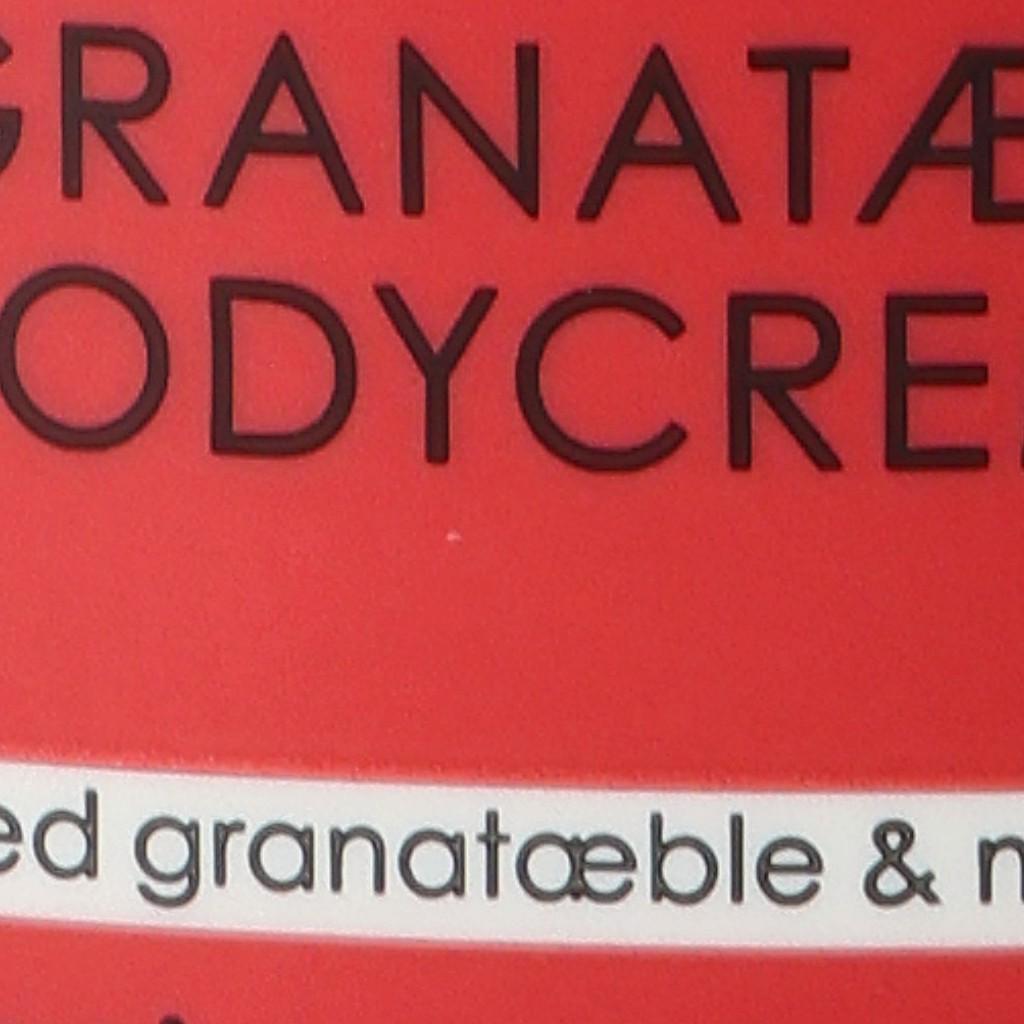 GRANATÆ
ODYCRE
ed granatæble & n